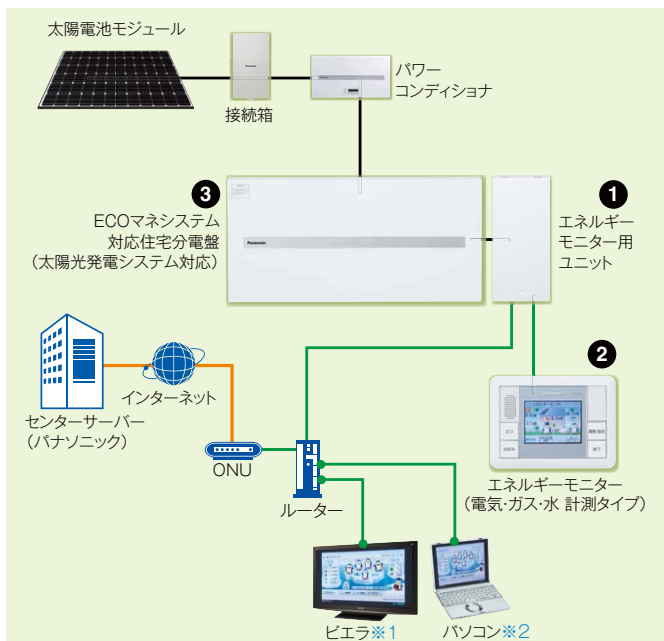 太陽電池モジュール
接続箱
パワー
コンディショナ
❸
ECOマネシステム
対応住宅分電盤
（太陽光発電システム対応）
Panasonic
❶
エネルギー
モニター用
ユニット
センターサーバー
（パナソニック）
インターネット
ONU
ルーター
❷
エネルギーモニター
（電気・ガス・水 計測タイプ）
ビエラ※1
パソコン※2